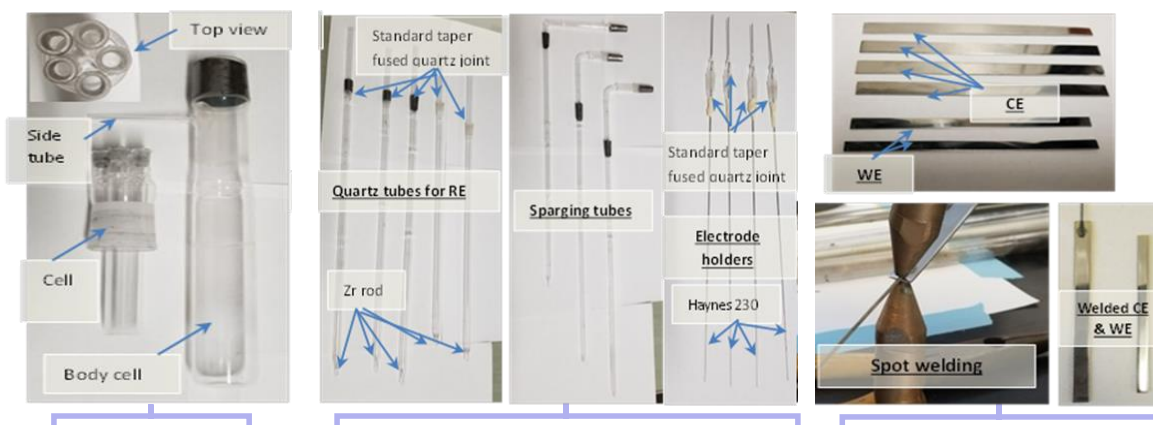 Top view
Side
tube
Cell
Body cell
Standard taper
fused quartz joint
Quartz tubes for RE
Zr rod
Sparging tubes
Standard taper
fused quartz joint
Electrode
holders
Haynes 230
CE
WE
Spot welding
Welded CE
& WE